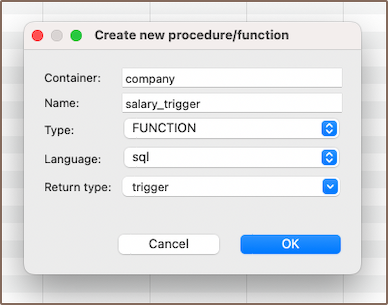 Create new procedure/function
Container: company
Name: salary_trigger
Type: FUNCTION
Language: sql
Return type: trigger
Cancel OK